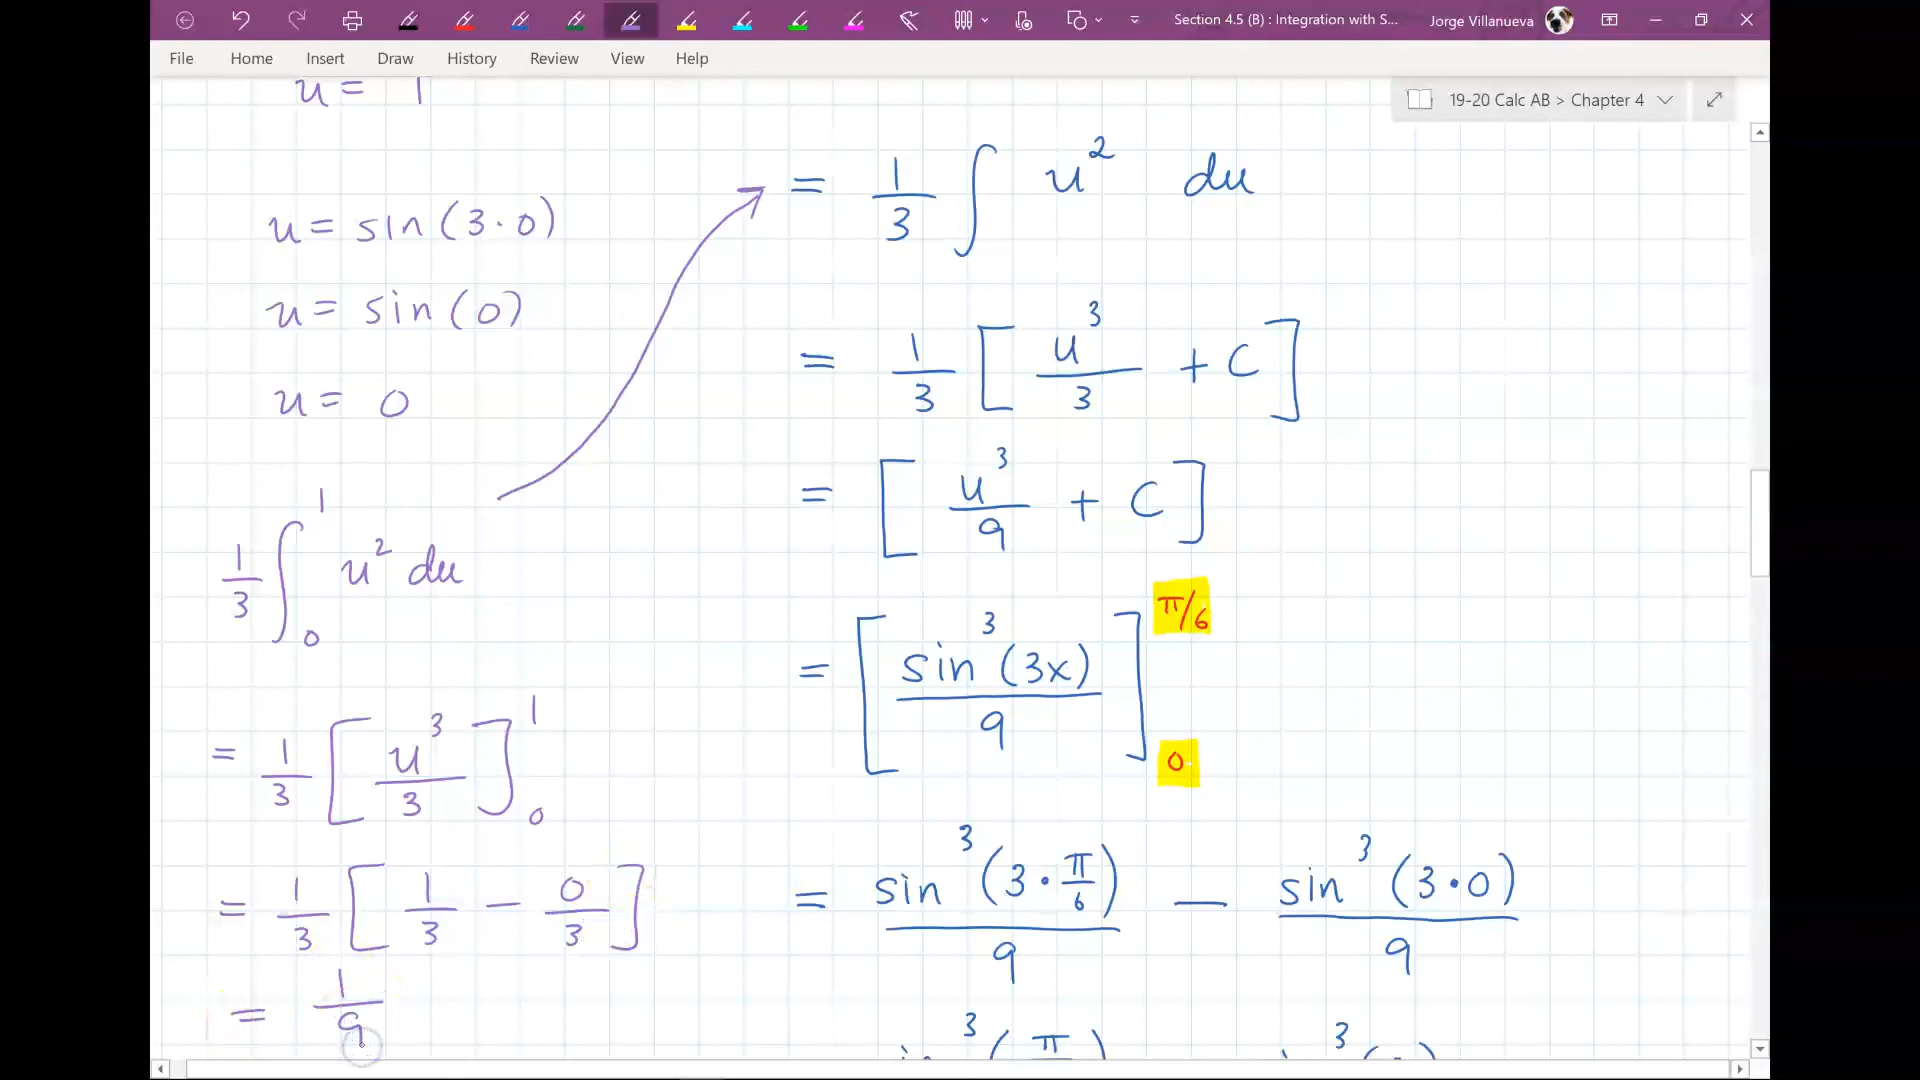 Section 4.5 (B) : Integration with S... Jorge Villanueva
File Home Insert Draw History Review View Help
19-20 Calc AB > Chapter 4
u = 1
u = sin(3·0)
u = sin(0)
u = 0
1/3 ∫₀¹ u² du
= 1/3 [u³/3]₀¹
= 1/3 [1/3 − 0/3]
= 1/9
= 1/3 ∫ u² du
= 1/3 [u³/3 + C]
= [u³/9 + C]
= [sin³(3x)/9] π/6 0
= sin³(3·π/6)/9 − sin³(3·0)/9